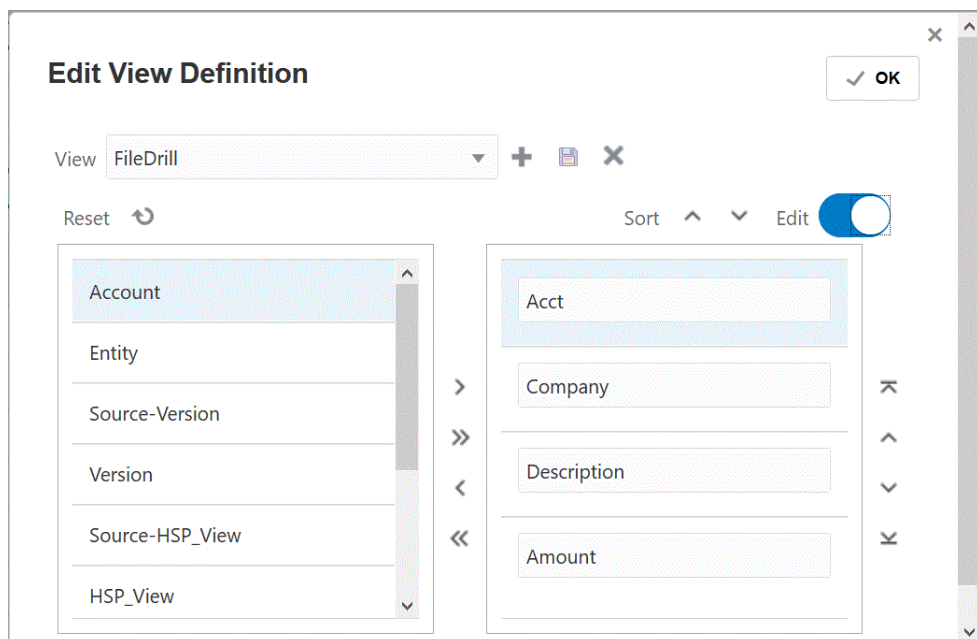 Edit View Definition
OK
View FileDrill
Reset Sort Edit
Account
Entity
Source-Version
Version
Source-HSP_View
HSP_View
Acct
Company
Description
Amount